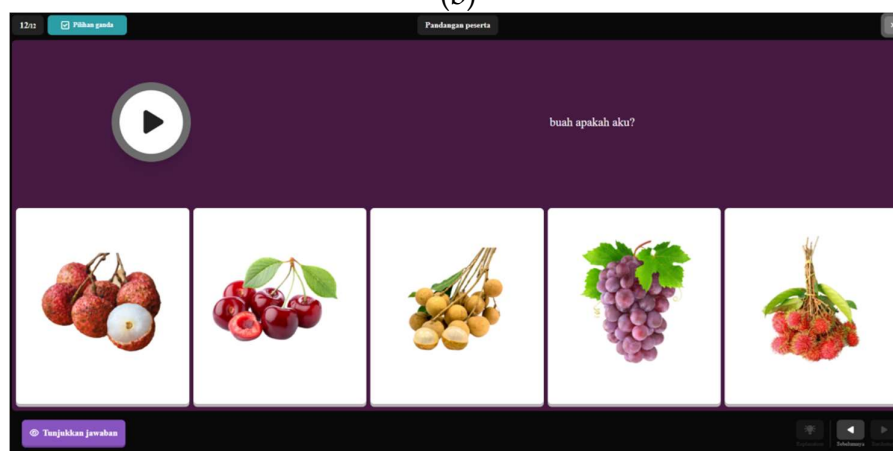 (b)
12/12
Pilihan ganda
Pandangan peserta
buah apakah aku?
Tunjukkan jawaban
Sebelumnya